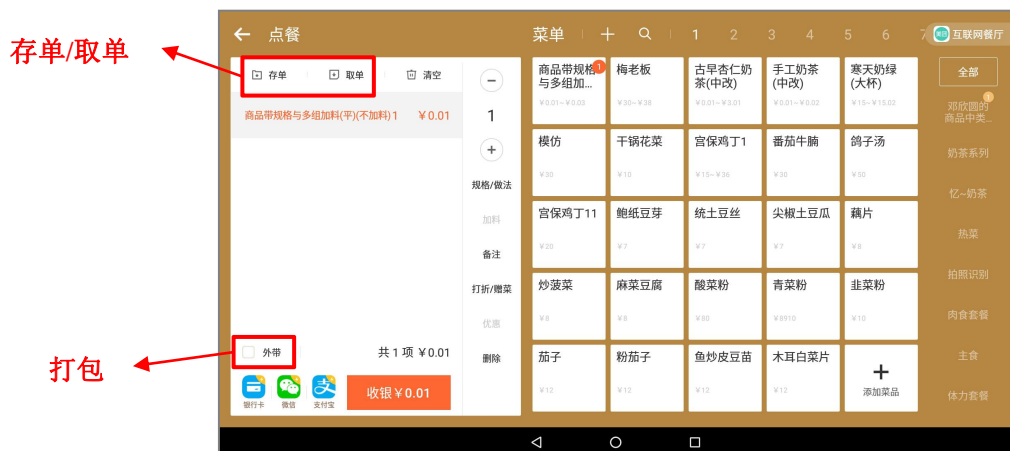 存单/取单
打包
点餐
存单 取单 清空
商品带规格与多组加料(平)(不加料) 1 ￥0.01
1
规格/做法
加料
备注
打折/赠菜
优惠
删除
外带 共 1 项 ￥0.01
银行卡 微信 支付宝
收银￥0.01
菜单 1 2 3 4 5 6 7
互联网餐厅
商品带规格与多组加...
1
￥0.01~￥0.03
梅老板
￥30~￥38
古早杏仁奶茶(中改)
￥0.01~￥3.01
手工奶茶(中改)
￥0.01~￥0.02
寒天奶绿(大杯)
￥15~￥15.02
模仿
￥30
干锅花菜
￥10
宫保鸡丁1
￥15~￥36
番茄牛腩
￥30
鸽子汤
￥50
宫保鸡丁11
￥20
鲍纸豆芽
￥7
统土豆丝
￥7
尖椒土豆瓜
￥7
藕片
￥8
炒菠菜
￥8
麻菜豆腐
￥8
酸菜粉
￥80
青菜粉
￥8910
韭菜粉
￥10
茄子
￥12
粉茄子
￥12
鱼炒皮豆苗
￥12
木耳白菜片
￥12
添加菜品
全部
邓欣圆的
商品中类...
1
奶茶系列
忆~奶茶
热菜
拍照识别
肉食套餐
主食
体力套餐